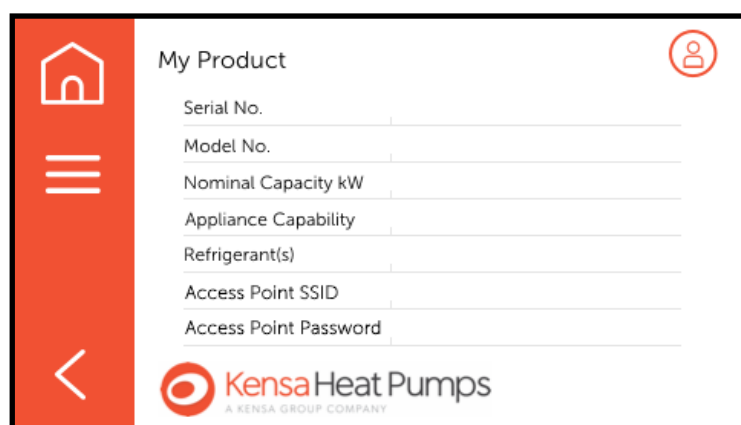 My Product
Serial No.
Model No.
Nominal Capacity kW
Appliance Capability
Refrigerant(s)
Access Point SSID
Access Point Password
Kensa Heat Pumps
A KENSA GROUP COMPANY